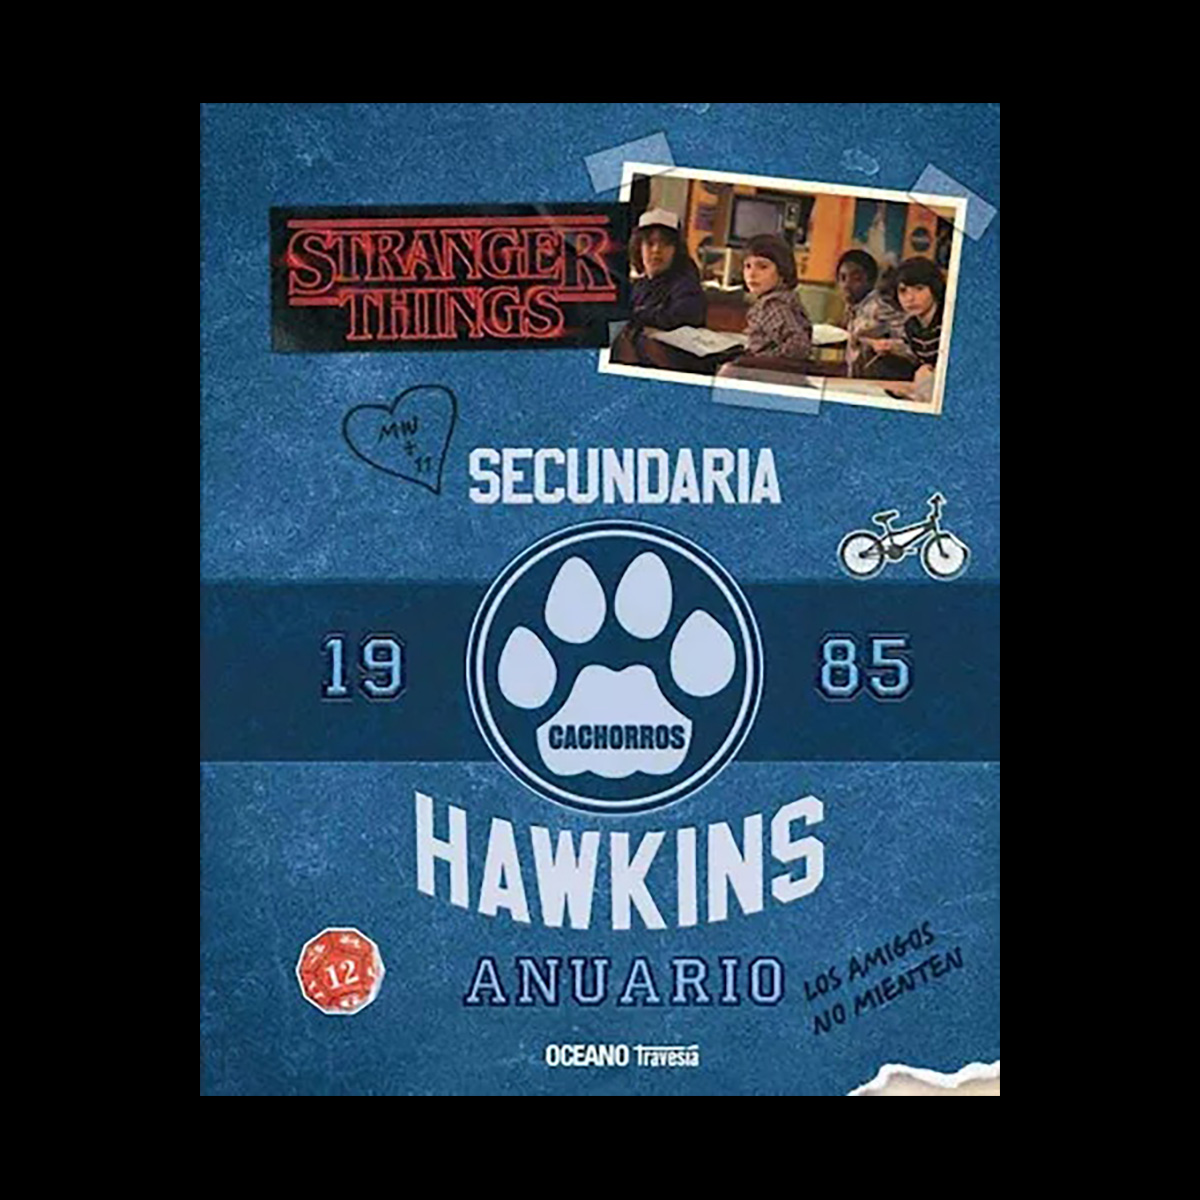 STRANGER
THINGS
MW
+
11
SECUNDARIA
19 85
CACHORROS
HAWKINS
ANUARIO
12
LOS AMIGOS
NO MIENTEN
OCEANO Travesía